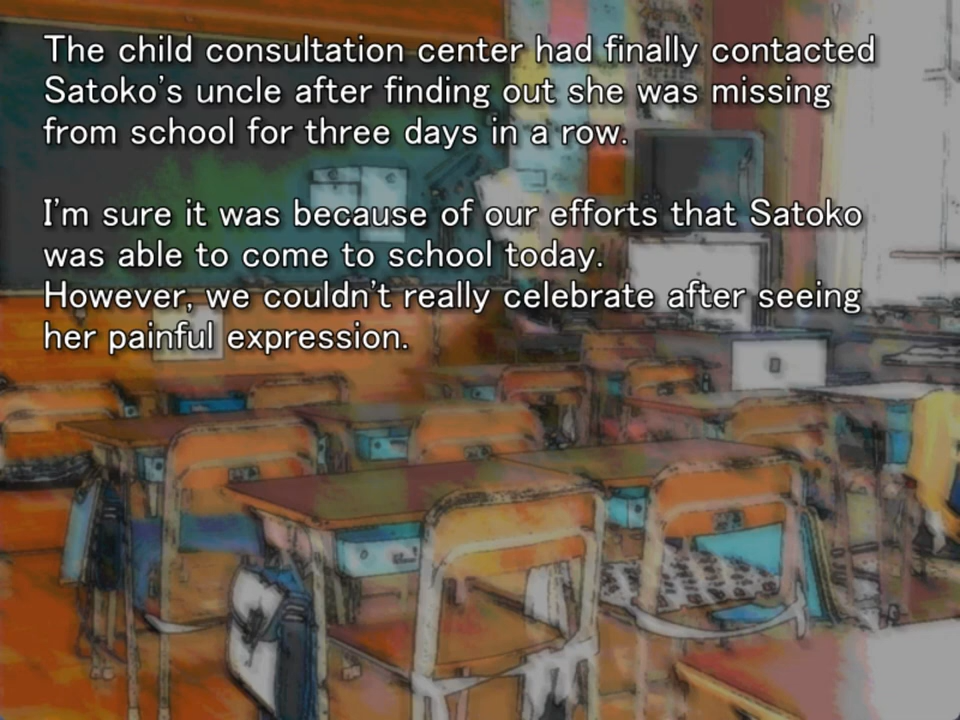 The child consultation center had finally contacted
Satoko's uncle after finding out she was missing
from school for three days in a row.
I'm sure it was because of our efforts that Satoko
was able to come to school today.
However, we couldn't really celebrate after seeing
her painful expression.